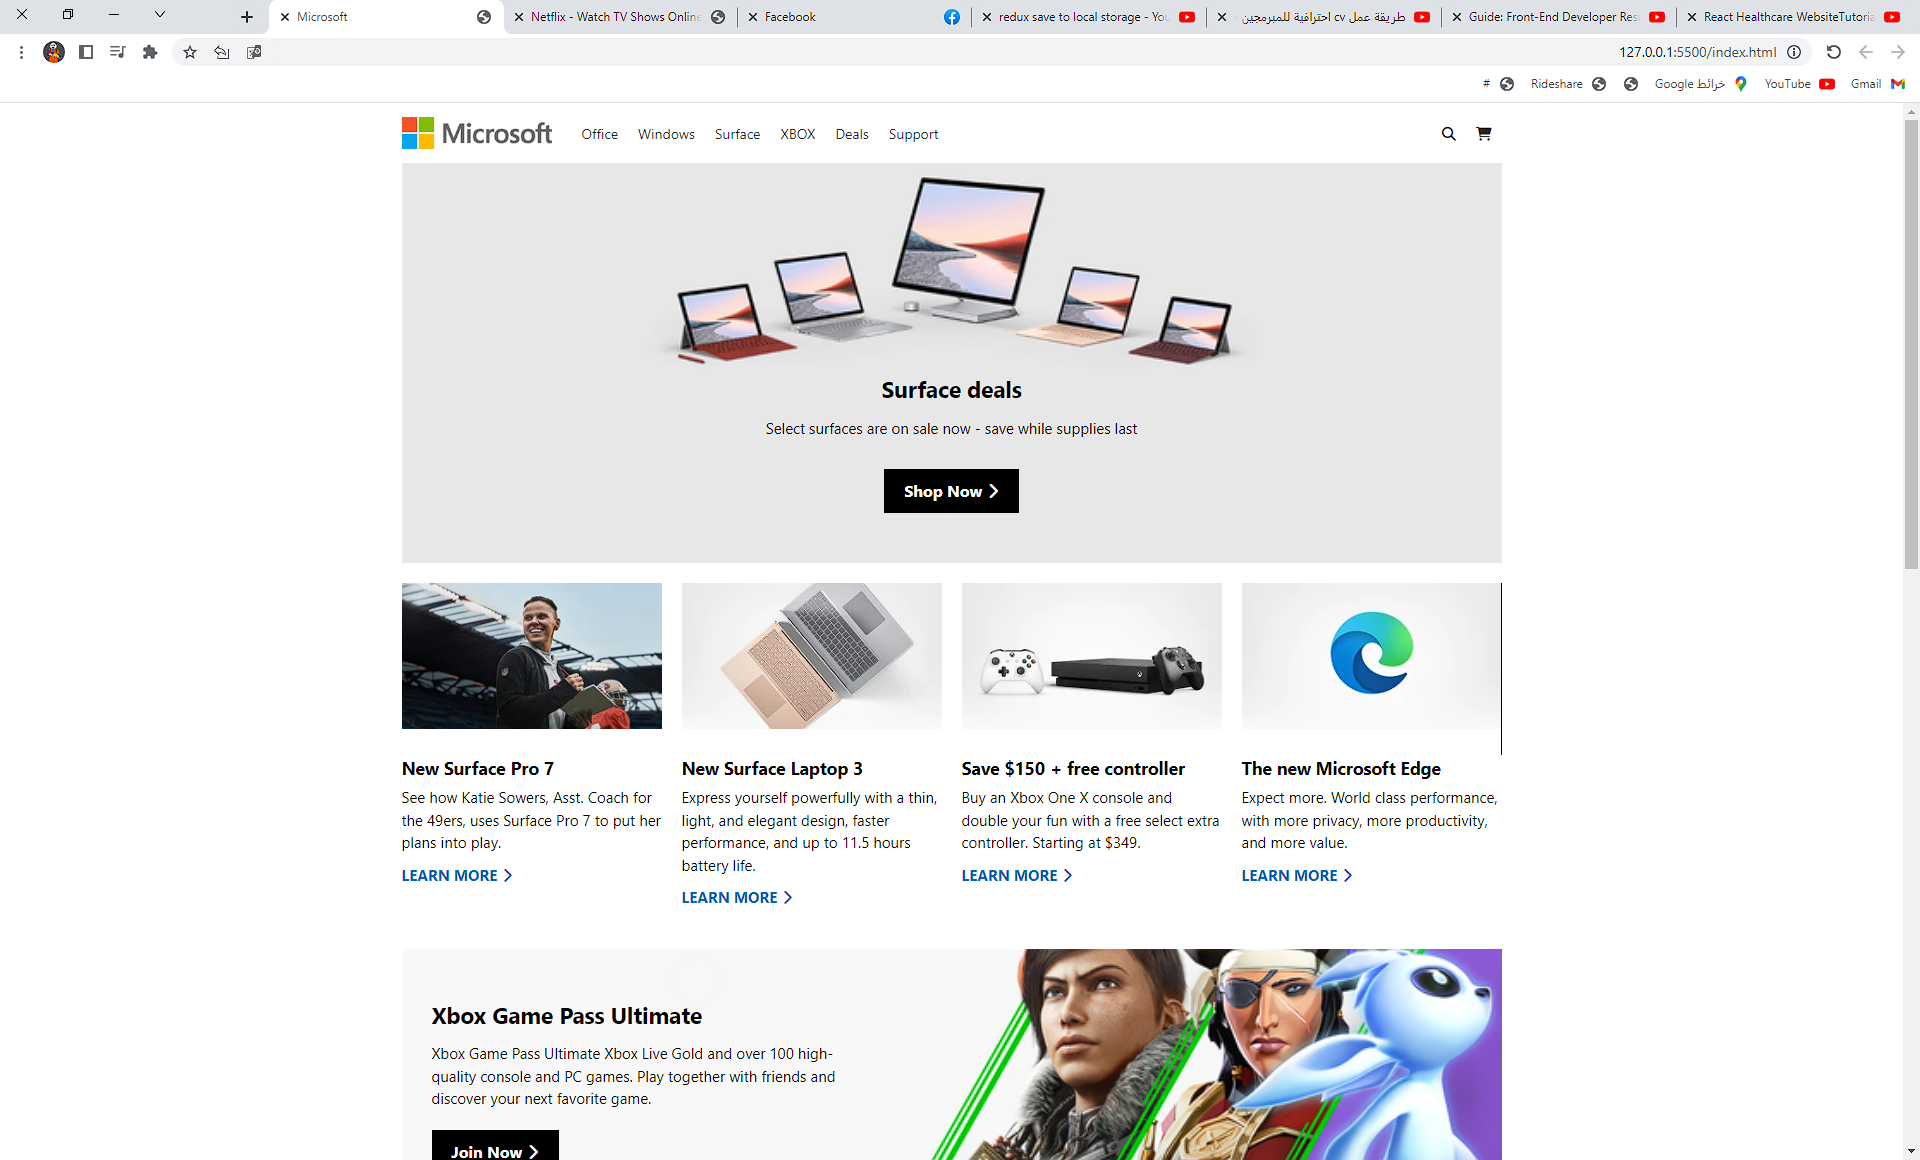 Microsoft
Netflix - Watch TV Shows Online
Facebook
redux save to local storage - You
طريقة عمل cv احترافية للمبرمجين
Guide: Front-End Developer Res
React Healthcare WebsiteTutoria
127.0.0.1:5500/index.html
#
Rideshare
خرائط Google
YouTube
Gmail
Microsoft
Office
Windows
Surface
XBOX
Deals
Support
Surface deals
Select surfaces are on sale now - save while supplies last
Shop Now
New Surface Pro 7
See how Katie Sowers, Asst. Coach for
the 49ers, uses Surface Pro 7 to put her
plans into play.
LEARN MORE
New Surface Laptop 3
Express yourself powerfully with a thin,
light, and elegant design, faster
performance, and up to 11.5 hours
battery life.
LEARN MORE
Save $150 + free controller
Buy an Xbox One X console and
double your fun with a free select extra
controller. Starting at $349.
LEARN MORE
The new Microsoft Edge
Expect more. World class performance,
with more privacy, more productivity,
and more value.
LEARN MORE
Xbox Game Pass Ultimate
Xbox Game Pass Ultimate Xbox Live Gold and over 100 high-
quality console and PC games. Play together with friends and
discover your next favorite game.
Join Now